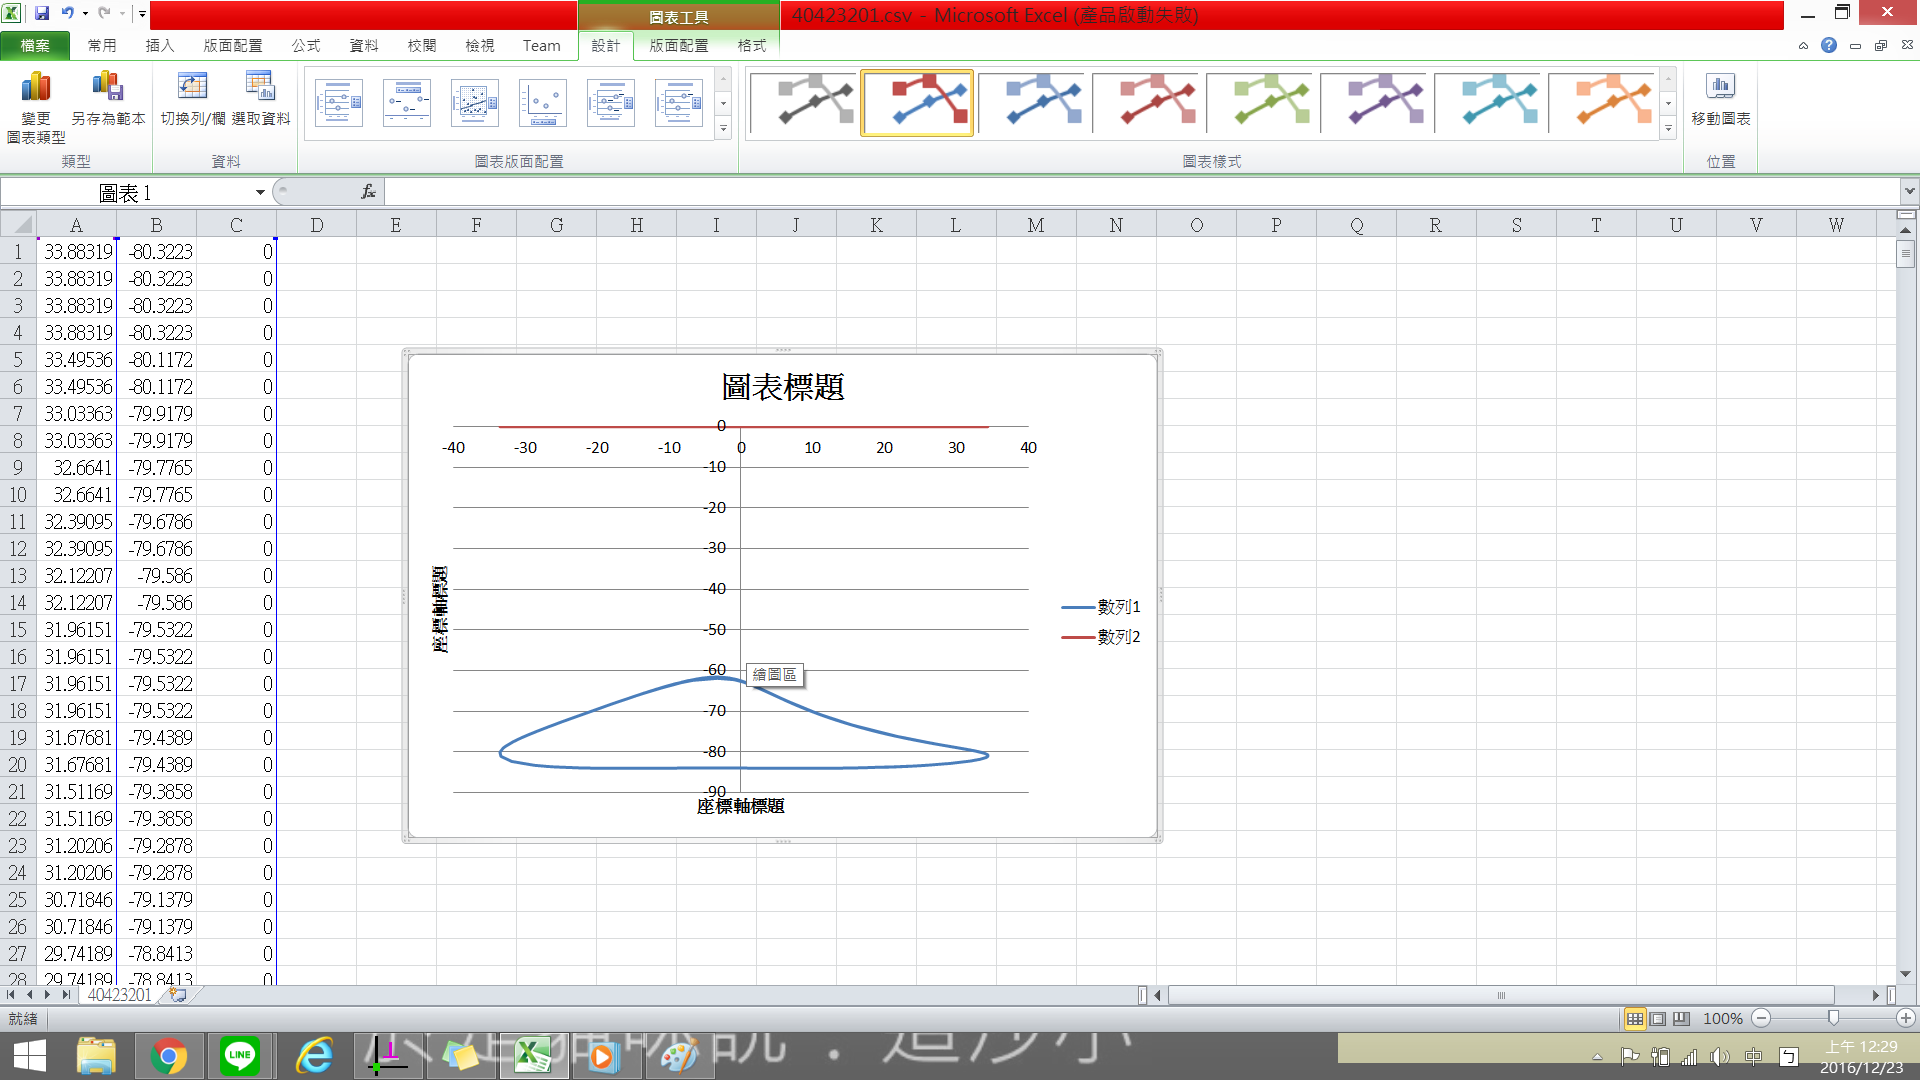 圖表工具
40423201.csv - Microsoft Excel (產品啟動失敗)
檔案 常用 插入 版面配置 公式 資料 校閱 檢視 Team 設計 版面配置 格式
變更
圖表類型 另存為範本 切換列/欄 選取資料 移動圖表
類型 資料 圖表版面配置 圖表樣式 位置
圖表 1 fx
A B C D E F G H I J K L M N O P Q R S T U V W
1 33.88319 -80.3223 0
2 33.88319 -80.3223 0
3 33.88319 -80.3223 0
4 33.88319 -80.3223 0
5 33.49536 -80.1172 0
6 33.49536 -80.1172 0
7 33.03363 -79.9179 0
8 33.03363 -79.9179 0
9 32.6641 -79.7765 0
10 32.6641 -79.7765 0
11 32.39095 -79.6786 0
12 32.39095 -79.6786 0
13 32.12207 -79.586 0
14 32.12207 -79.586 0
15 31.96151 -79.5322 0
16 31.96151 -79.5322 0
17 31.96151 -79.5322 0
18 31.96151 -79.5322 0
19 31.67681 -79.4389 0
20 31.67681 -79.4389 0
21 31.51169 -79.3858 0
22 31.51169 -79.3858 0
23 31.20206 -79.2878 0
24 31.20206 -79.2878 0
25 30.71846 -79.1379 0
26 30.71846 -79.1379 0
27 29.74189 -78.8413 0
28 29.74189 -78.8413 0
圖表標題
0
-40 -30 -20 -10 0 10 20 30 40
-10
-20
-30
-40
-50
-60
-70
-80
-90
座標軸標題
座標軸標題
繪圖區
數列1
數列2
40423201
就緒 100%
LINE
中 ㄅ
上午 12:29
2016/12/23